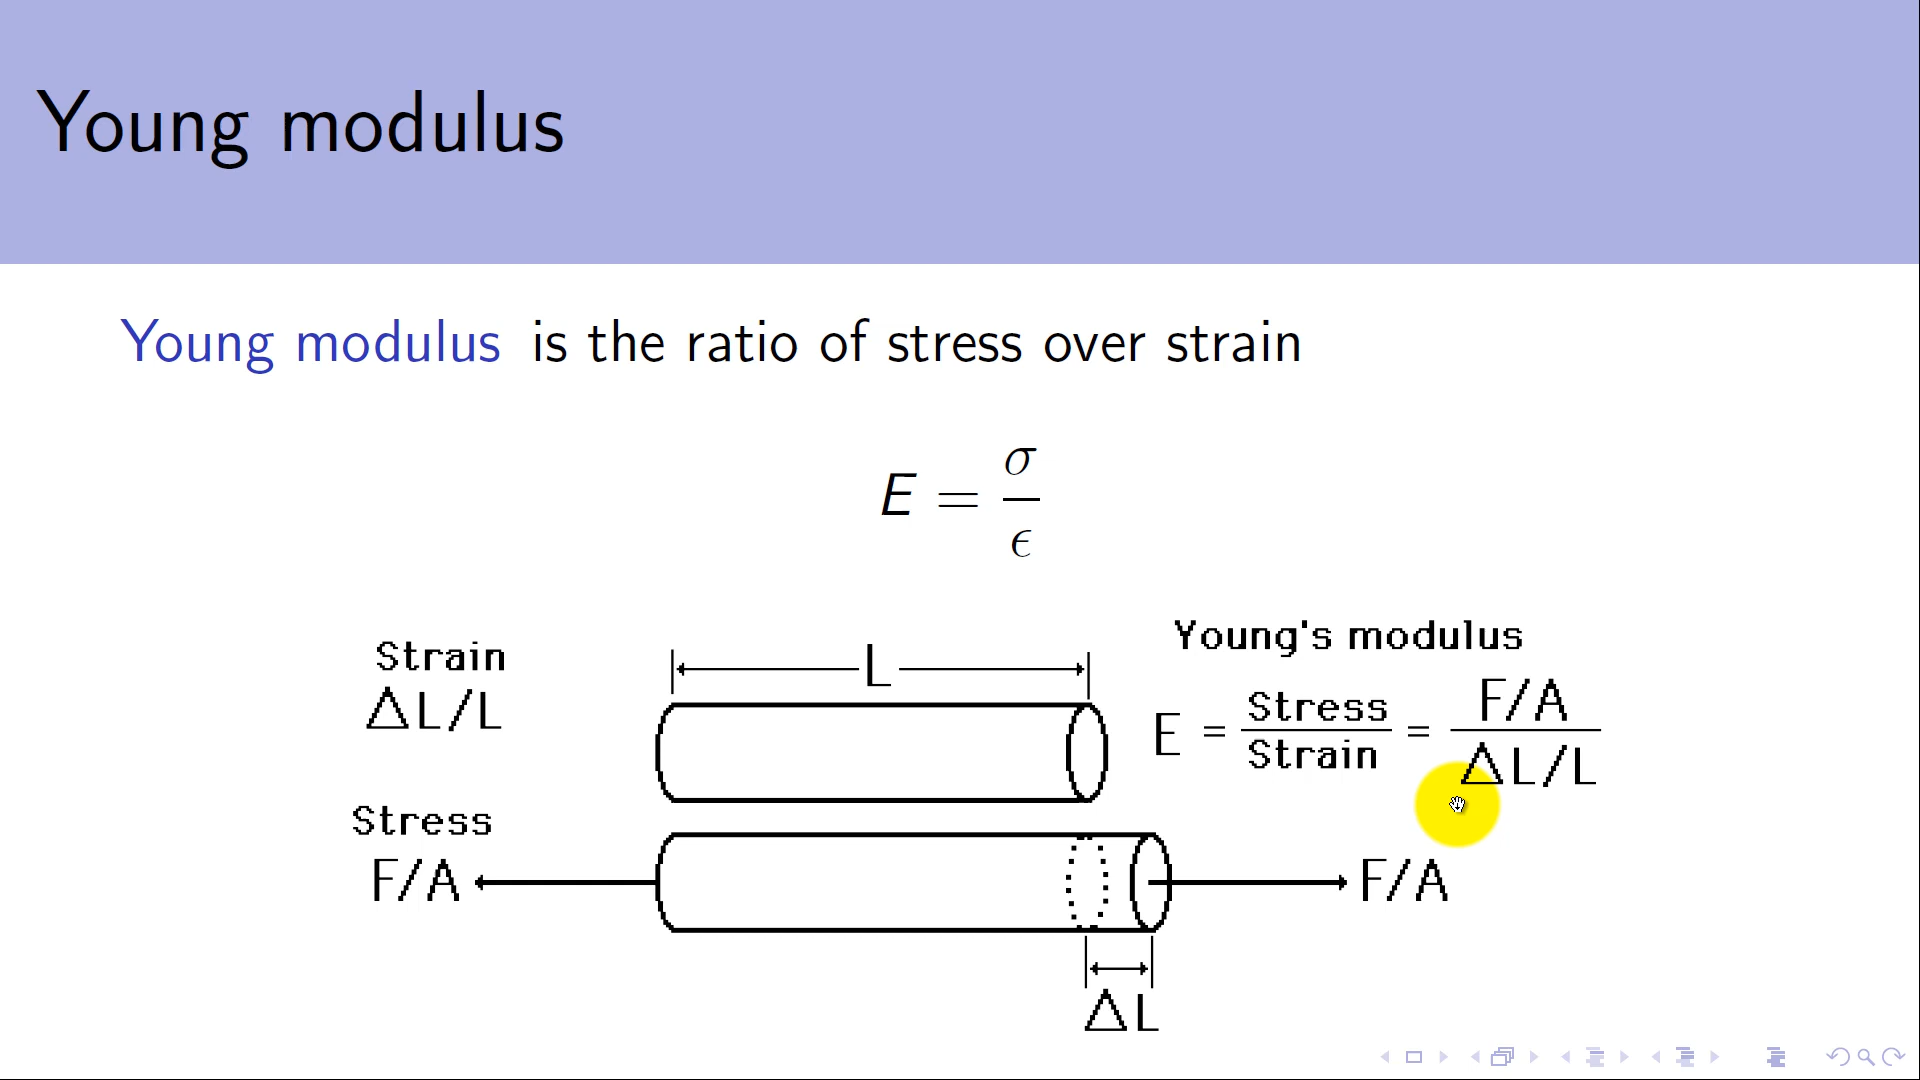 Young modulus
Young modulus is the ratio of stress over strain
E = σ/ϵ
Strain
ΔL/L
L
Young's modulus
E = Stress/Strain = F/A / ΔL/L
Stress
F/A
F/A
ΔL